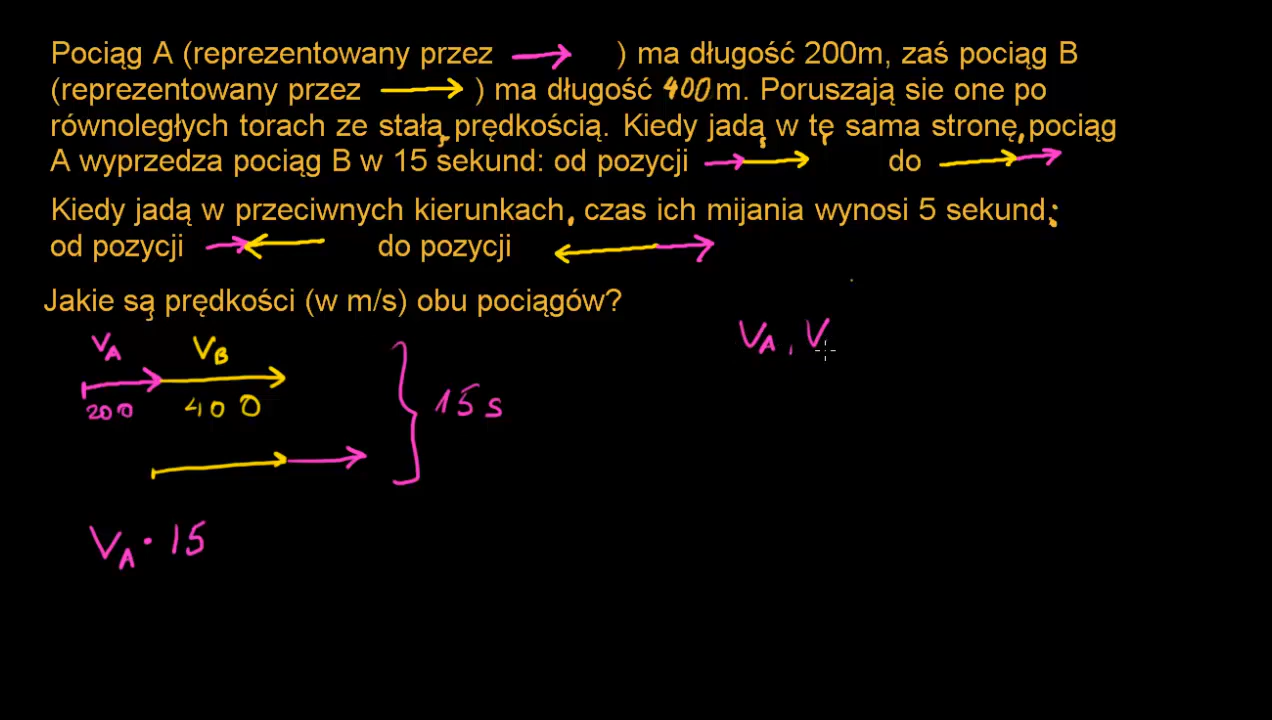 Pociąg A (reprezentowany przez ) ma długość 200m, zaś pociąg B
(reprezentowany przez ) ma długość 400 m. Poruszają sie one po
równoległych torach ze stałą prędkością. Kiedy jadą w tę sama stronę, pociąg
A wyprzedza pociąg B w 15 sekund: od pozycji do
Kiedy jadą w przeciwnych kierunkach, czas ich mijania wynosi 5 sekund;
od pozycji do pozycji
Jakie są prędkości (w m/s) obu pociągów?
VA VB
200 400
15 s
VA · 15
VA, V